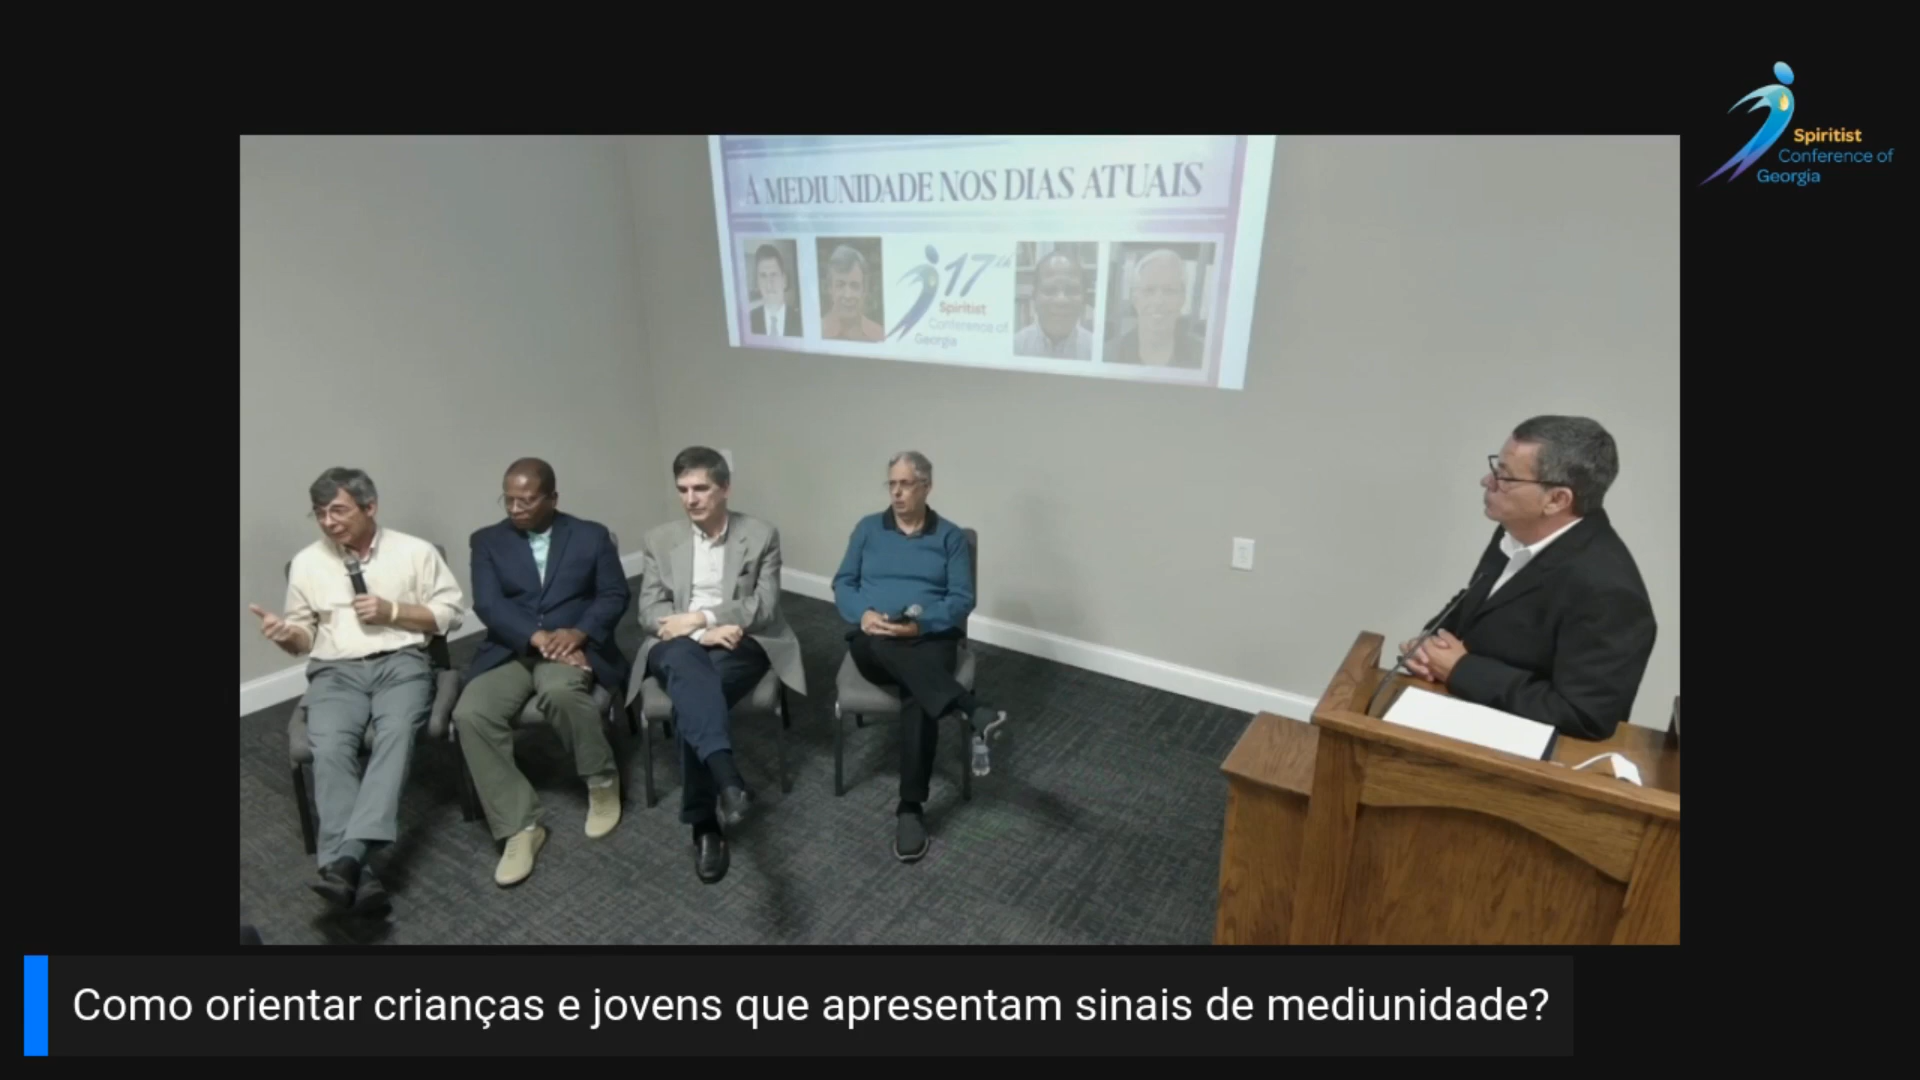 Spiritist
Conference of
Georgia
A MEDIUNIDADE NOS DIAS ATUAIS
17th
Spiritist
Conference of
Georgia
Como orientar crianças e jovens que apresentam sinais de mediunidade?